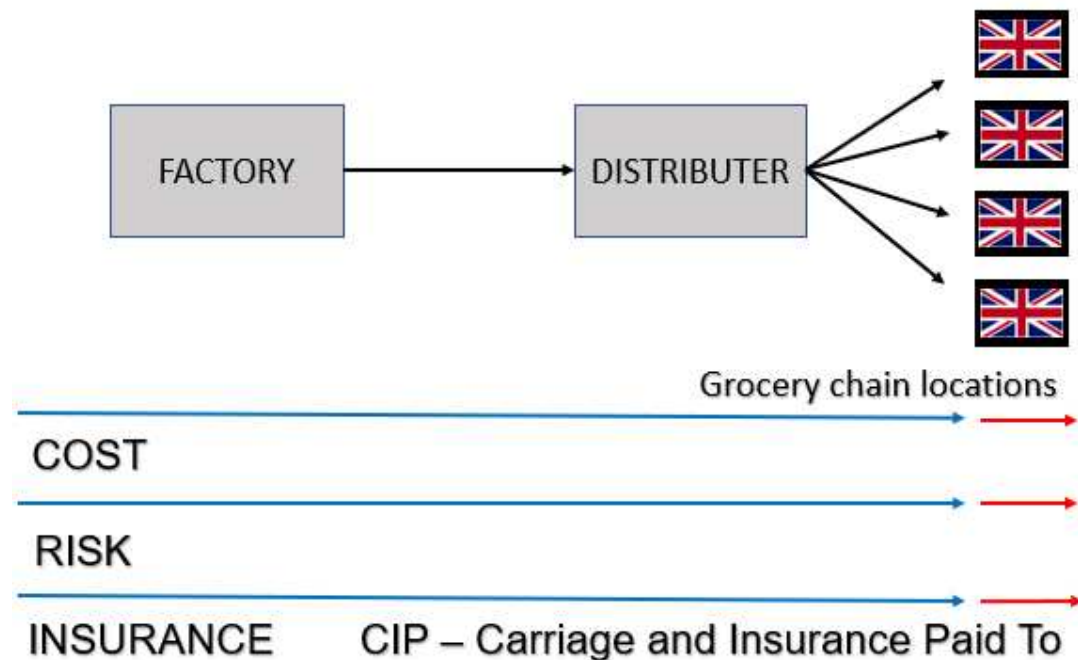 FACTORY
DISTRIBUTER
Grocery chain locations
COST
RISK
INSURANCE CIP – Carriage and Insurance Paid To